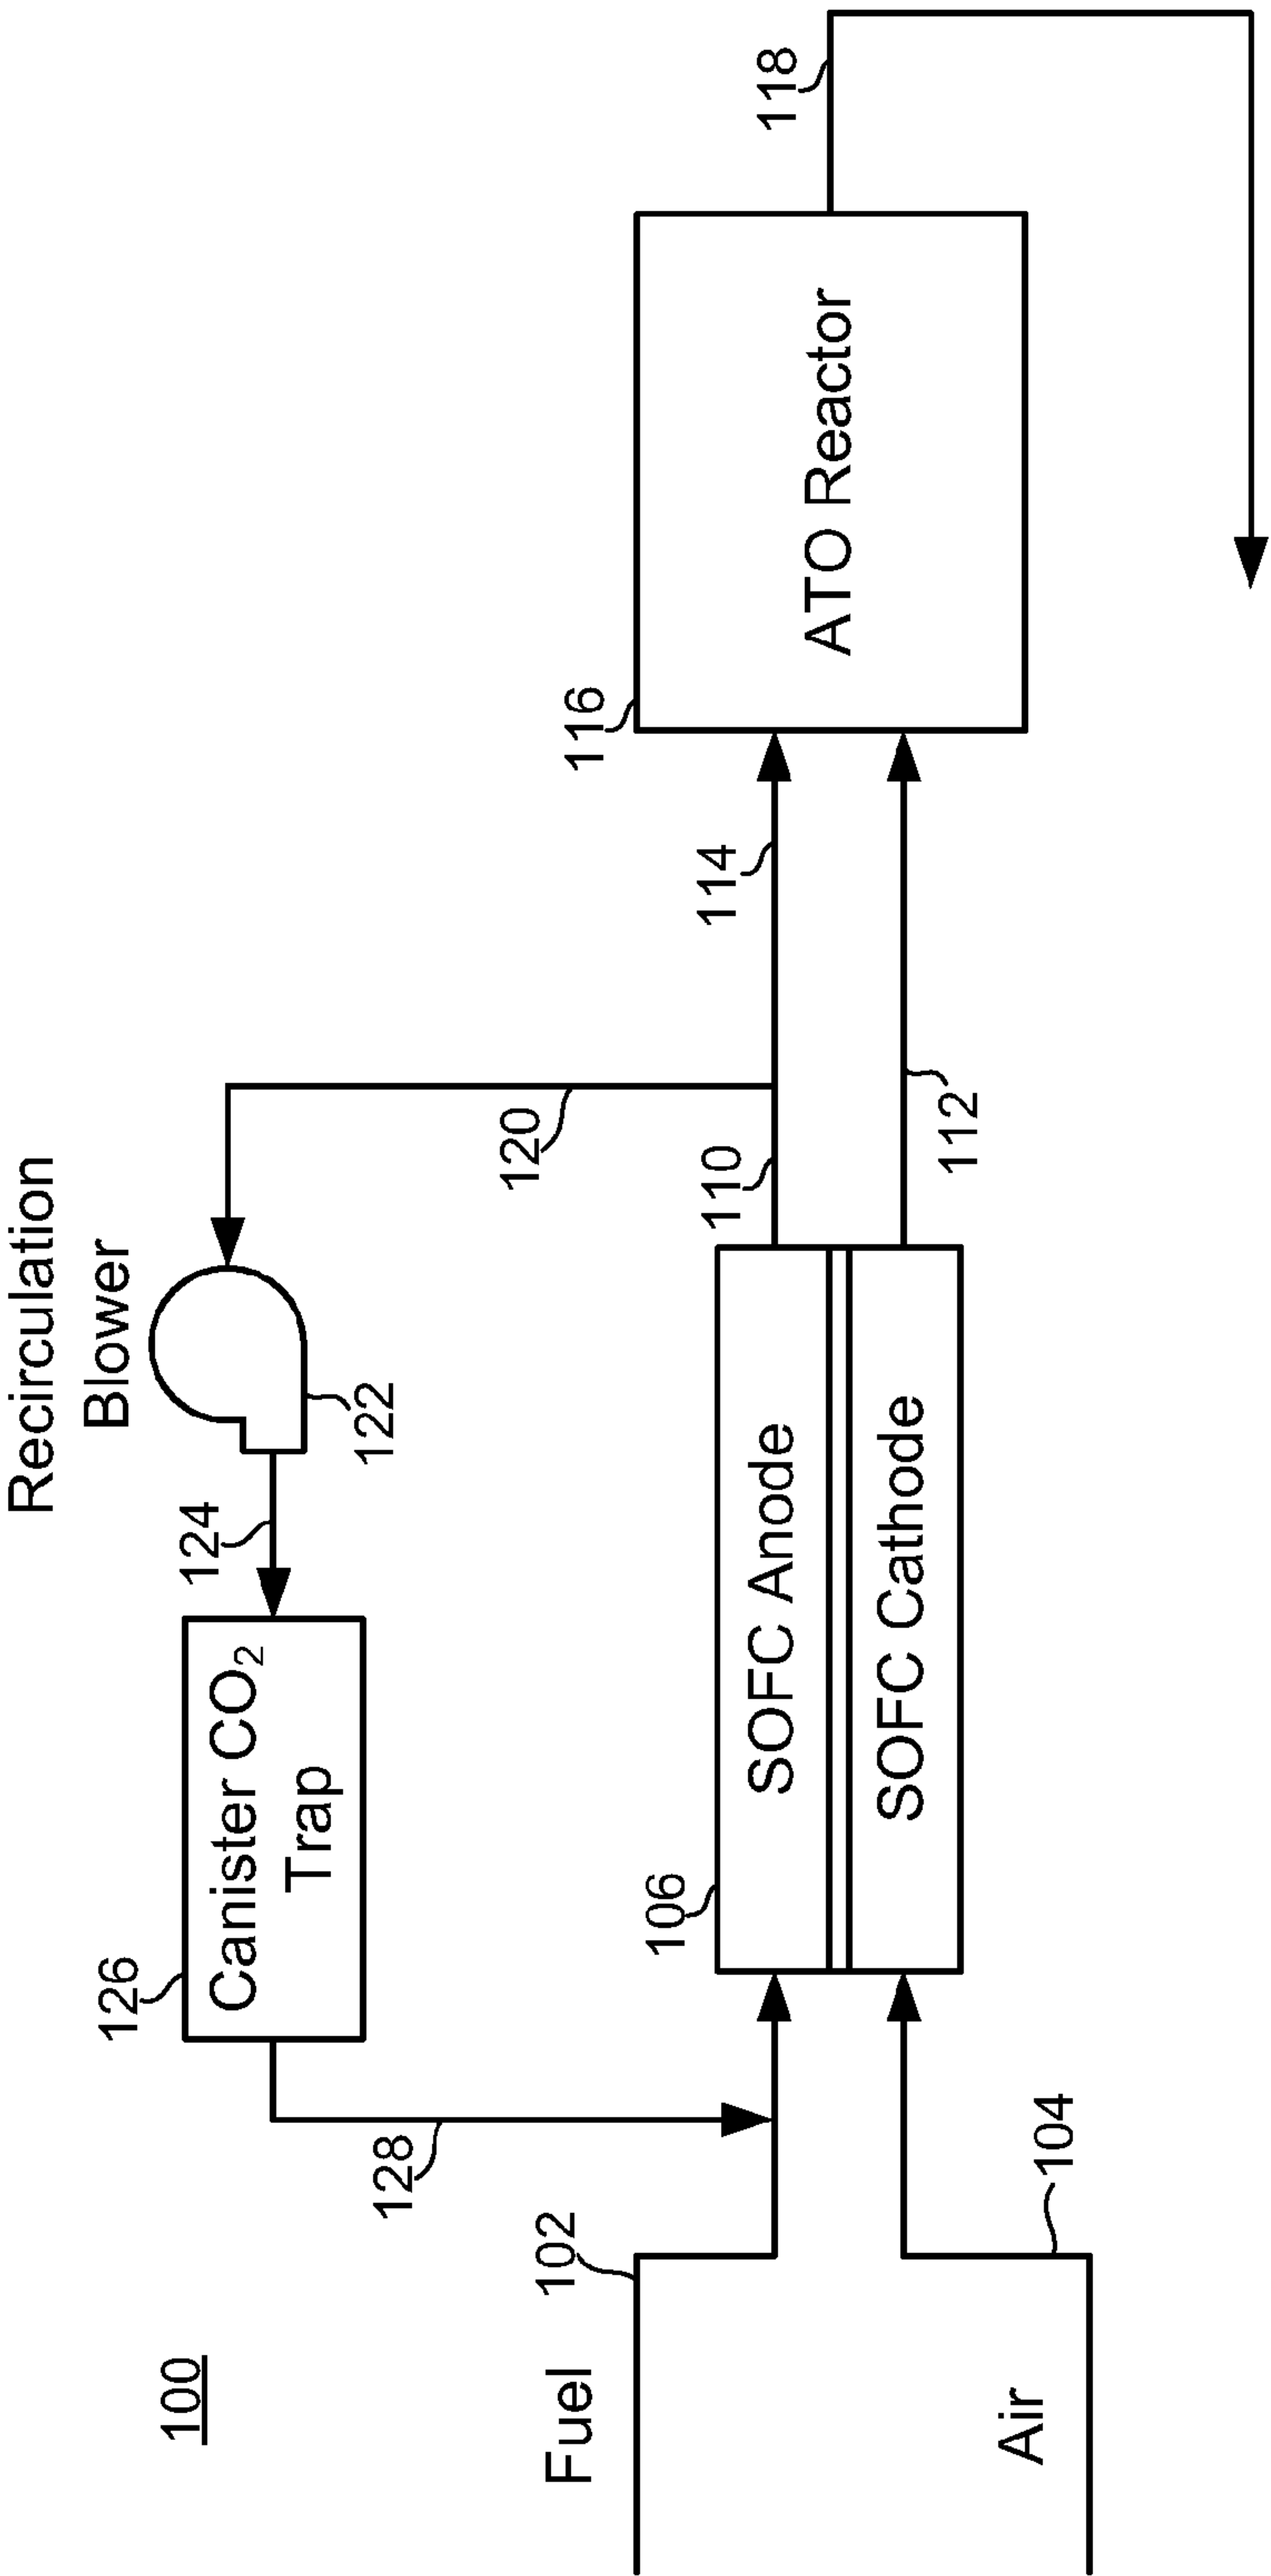 100
Recirculation
Blower
126
124
122
Canister CO₂
Trap
128
120
118
Fuel
102
106
110
114
116
SOFC Anode
SOFC Cathode
ATO Reactor
112
Air
104